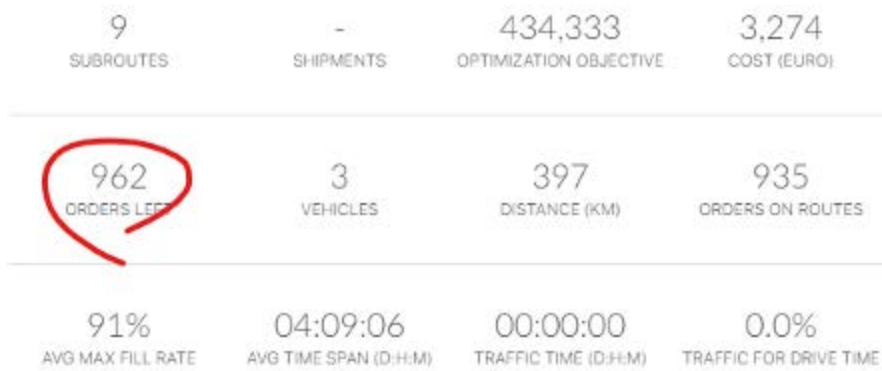 9 - 434,333 3,274
SUBROUTES SHIPMENTS OPTIMIZATION OBJECTIVE COST (EURO)
962 3 397 935
ORDERS LEFT VEHICLES DISTANCE (KM) ORDERS ON ROUTES
91% 04:09:06 00:00:00 0.0%
AVG MAX FILL RATE AVG TIME SPAN (D:H:M) TRAFFIC TIME (D:H:M) TRAFFIC FOR DRIVE TIME